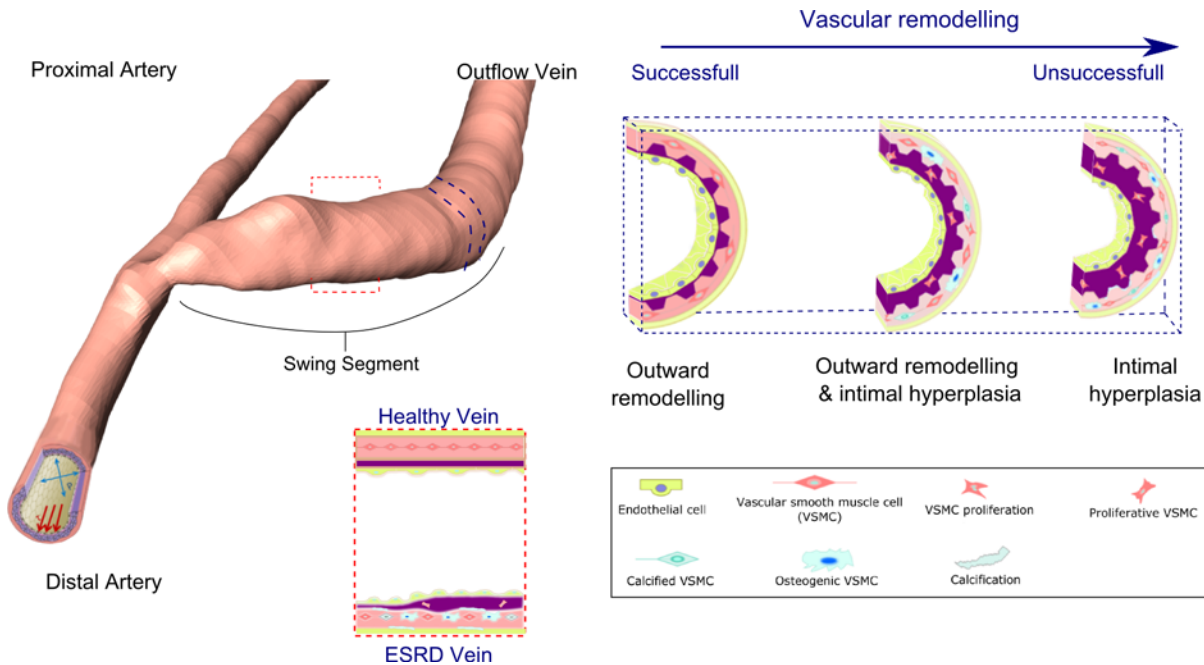 Vascular remodelling
Proximal Artery
Outflow Vein
Successfull
Unsuccessfull
Swing Segment
Outward
remodelling
Outward remodelling
& intimal hyperplasia
Intimal
hyperplasia
Healthy Vein
Endothelial cell
Vascular smooth muscle cell
(VSMC)
VSMC proliferation
Proliferative VSMC
Distal Artery
Calcified VSMC
Osteogenic VSMC
Calcification
ESRD Vein